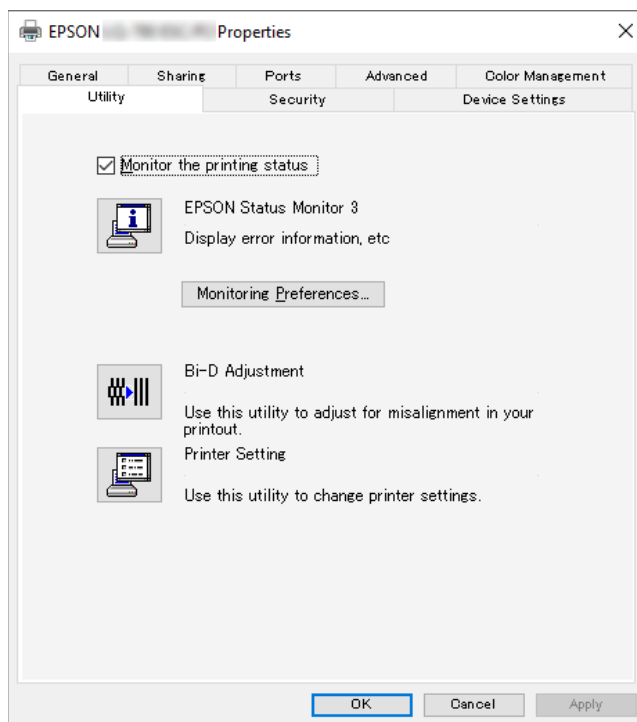 EPSON Properties
General Sharing Ports Advanced Color Management
Utility Security Device Settings
Monitor the printing status
EPSON Status Monitor 3
Display error information, etc
Monitoring Preferences...
Bi-D Adjustment
Use this utility to adjust for misalignment in your
printout.
Printer Setting
Use this utility to change printer settings.
OK Cancel Apply